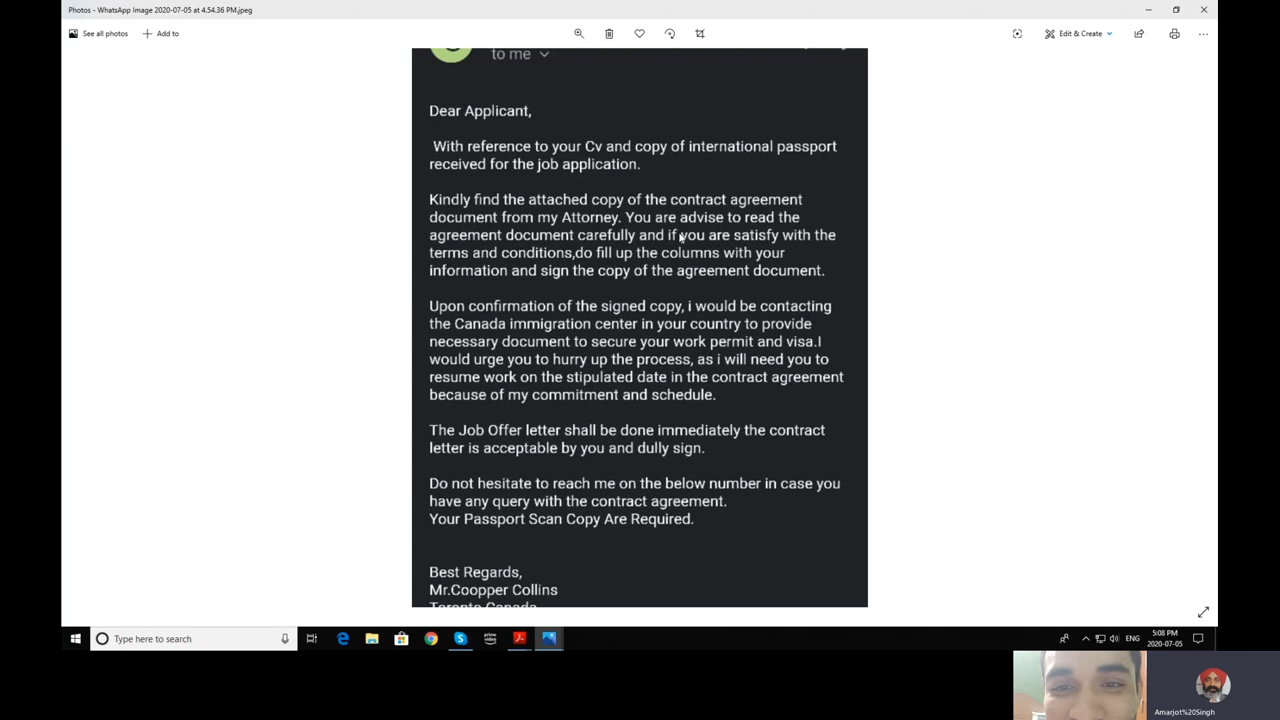 Photos - WhatsApp Image 2020-07-05 at 4.54.36 PM.jpeg
See all photos
Add to
Edit & Create
to me
Dear Applicant,
With reference to your Cv and copy of international passport
received for the job application.
Kindly find the attached copy of the contract agreement
document from my Attorney. You are advise to read the
agreement document carefully and if you are satisfy with the
terms and conditions,do fill up the columns with your
information and sign the copy of the agreement document.
Upon confirmation of the signed copy, i would be contacting
the Canada immigration center in your country to provide
necessary document to secure your work permit and visa.I
would urge you to hurry up the process, as i will need you to
resume work on the stipulated date in the contract agreement
because of my commitment and schedule.
The Job Offer letter shall be done immediately the contract
letter is acceptable by you and dully sign.
Do not hesitate to reach me on the below number in case you
have any query with the contract agreement.
Your Passport Scan Copy Are Required.
Best Regards,
Mr.Coopper Collins
Toronto Canada
Type here to search
prime video
ENG
5:08 PM
2020-07-05
Amarjot%20Singh